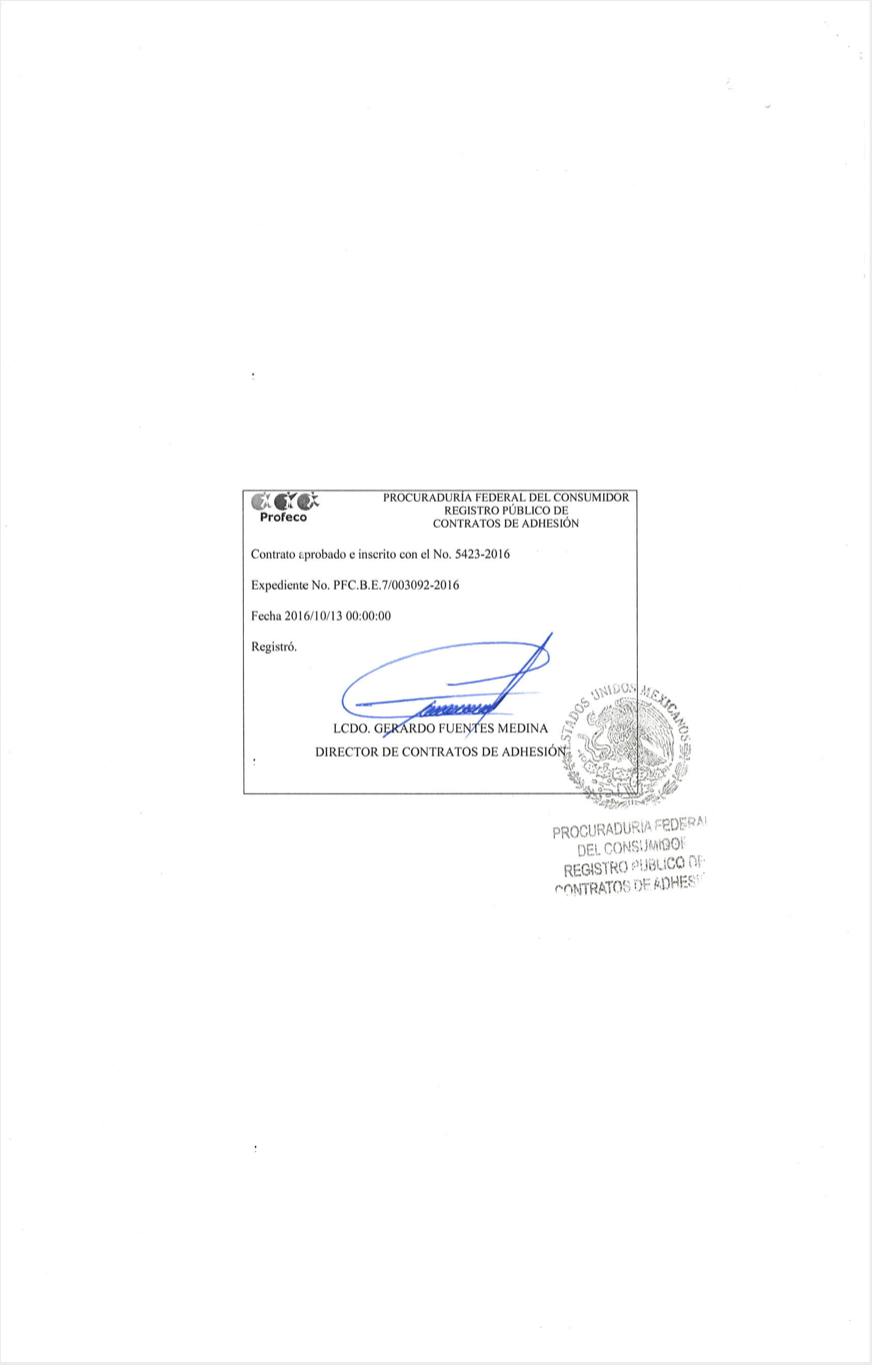 Profeco
PROCURADURÍA FEDERAL DEL CONSUMIDOR
REGISTRO PÚBLICO DE
CONTRATOS DE ADHESIÓN
Contrato aprobado e inscrito con el No. 5423-2016
Expediente No. PFC.B.E.7/003092-2016
Fecha 2016/10/13 00:00:00
Registró.
LCDO. GERARDO FUENTES MEDINA
DIRECTOR DE CONTRATOS DE ADHESIÓN
ESTADOS UNIDOS MEXICANOS
PROCURADURIA FEDERAL
DEL CONSUMIDOR
REGISTRO PUBLICO DE
CONTRATOS DE ADHESI